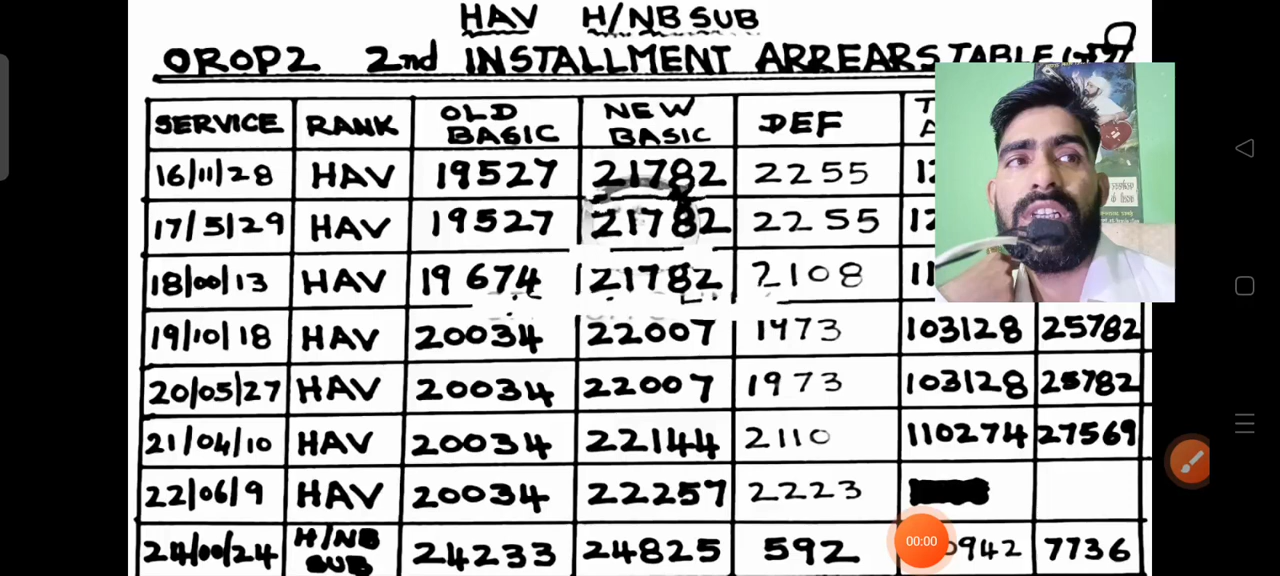 HAV H/NB SUB
OROP2 2nd INSTALLMENT ARREARS TABLE
SERVICE RANK OLD BASIC NEW BASIC DEF
16/11/28 HAV 19527 21782 2255
17/5/29 HAV 19527 21782 2255
18/00/13 HAV 19674 21782 2108
19/10/18 HAV 20034 22007 1973 103128 25782
20/05/27 HAV 20034 22007 1973 103128 25782
21/04/10 HAV 20034 22144 2110 110274 27569
22/06/9 HAV 20034 22257 2223
24/00/24 H/NB SUB 24233 24825 592 0942 7736
00:00